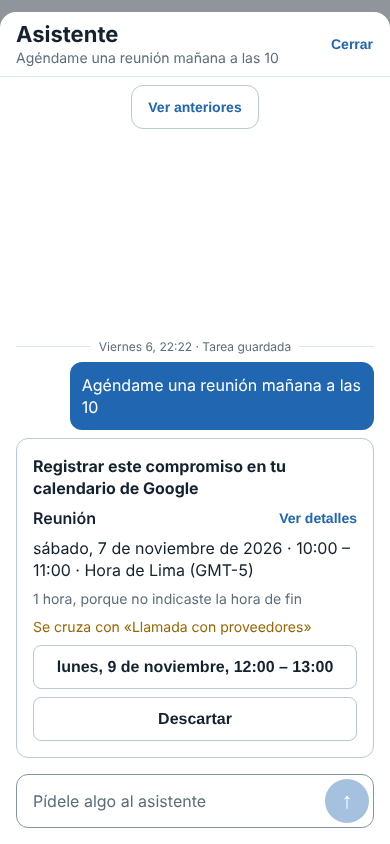 Asistente
Agéndame una reunión mañana a las 10
Cerrar
Ver anteriores
Viernes 6, 22:22 · Tarea guardada
Agéndame una reunión mañana a las
10
Registrar este compromiso en tu
calendario de Google
Reunión
Ver detalles
sábado, 7 de noviembre de 2026 · 10:00 –
11:00 · Hora de Lima (GMT-5)
1 hora, porque no indicaste la hora de fin
Se cruza con «Llamada con proveedores»
lunes, 9 de noviembre, 12:00 – 13:00
Descartar
Pídele algo al asistente
↑